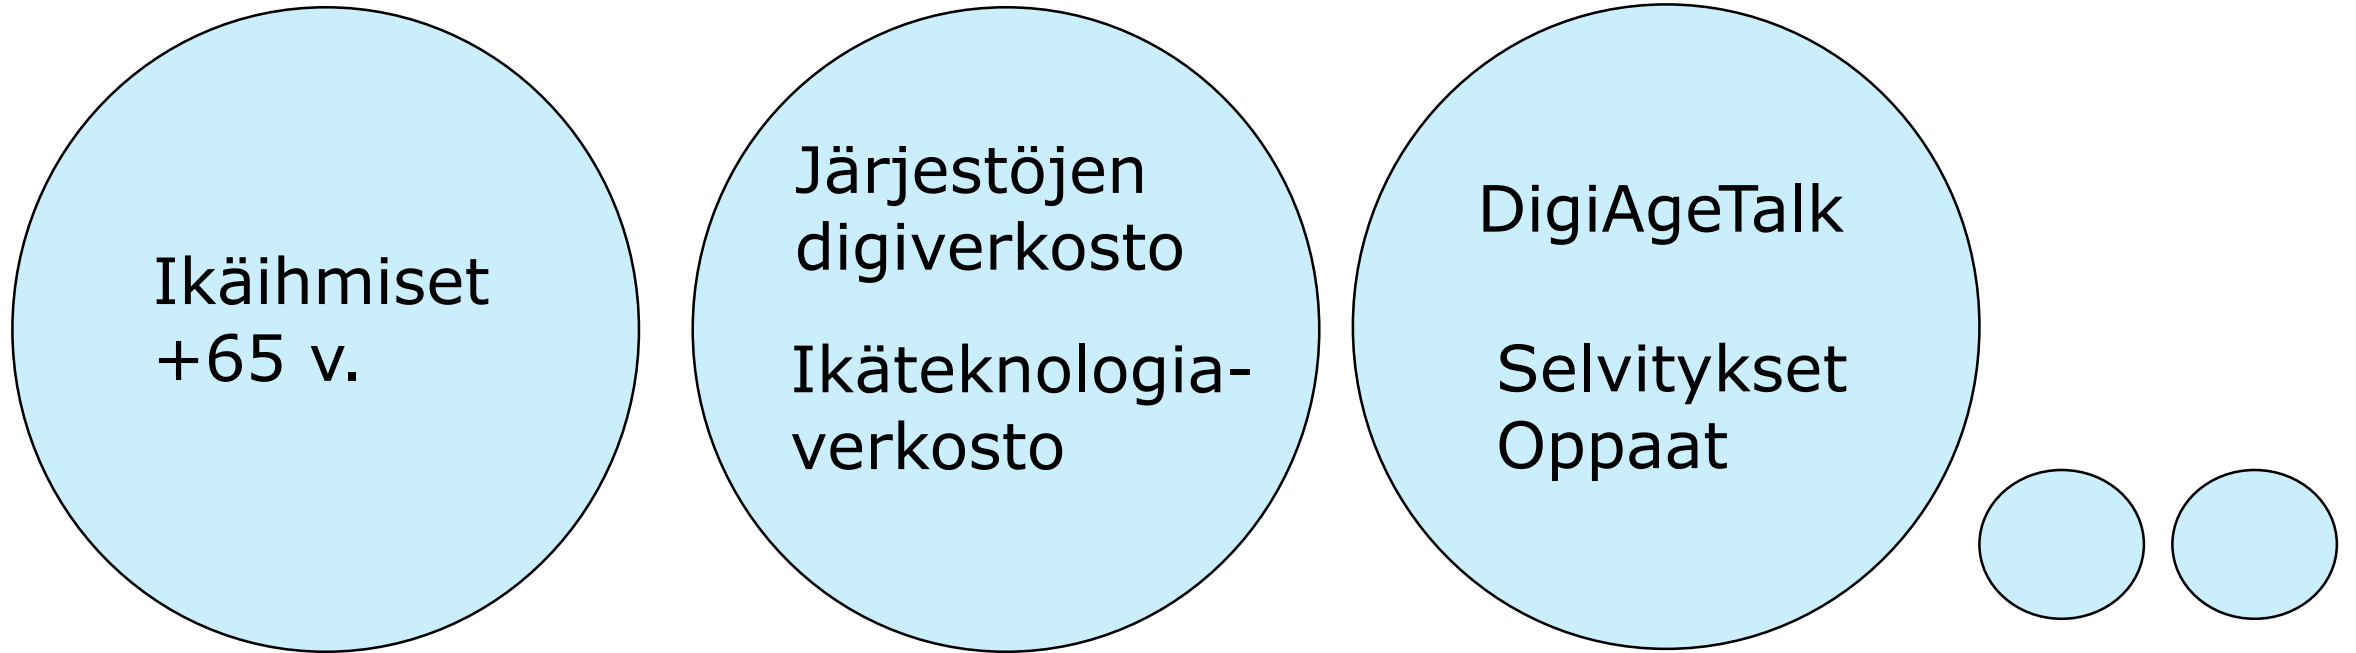 Ikäihmiset
+65 v.
Järjestöjen
digiverkosto
Ikäteknologia-
verkosto
DigiAgeTalk
Selvitykset
Oppaat